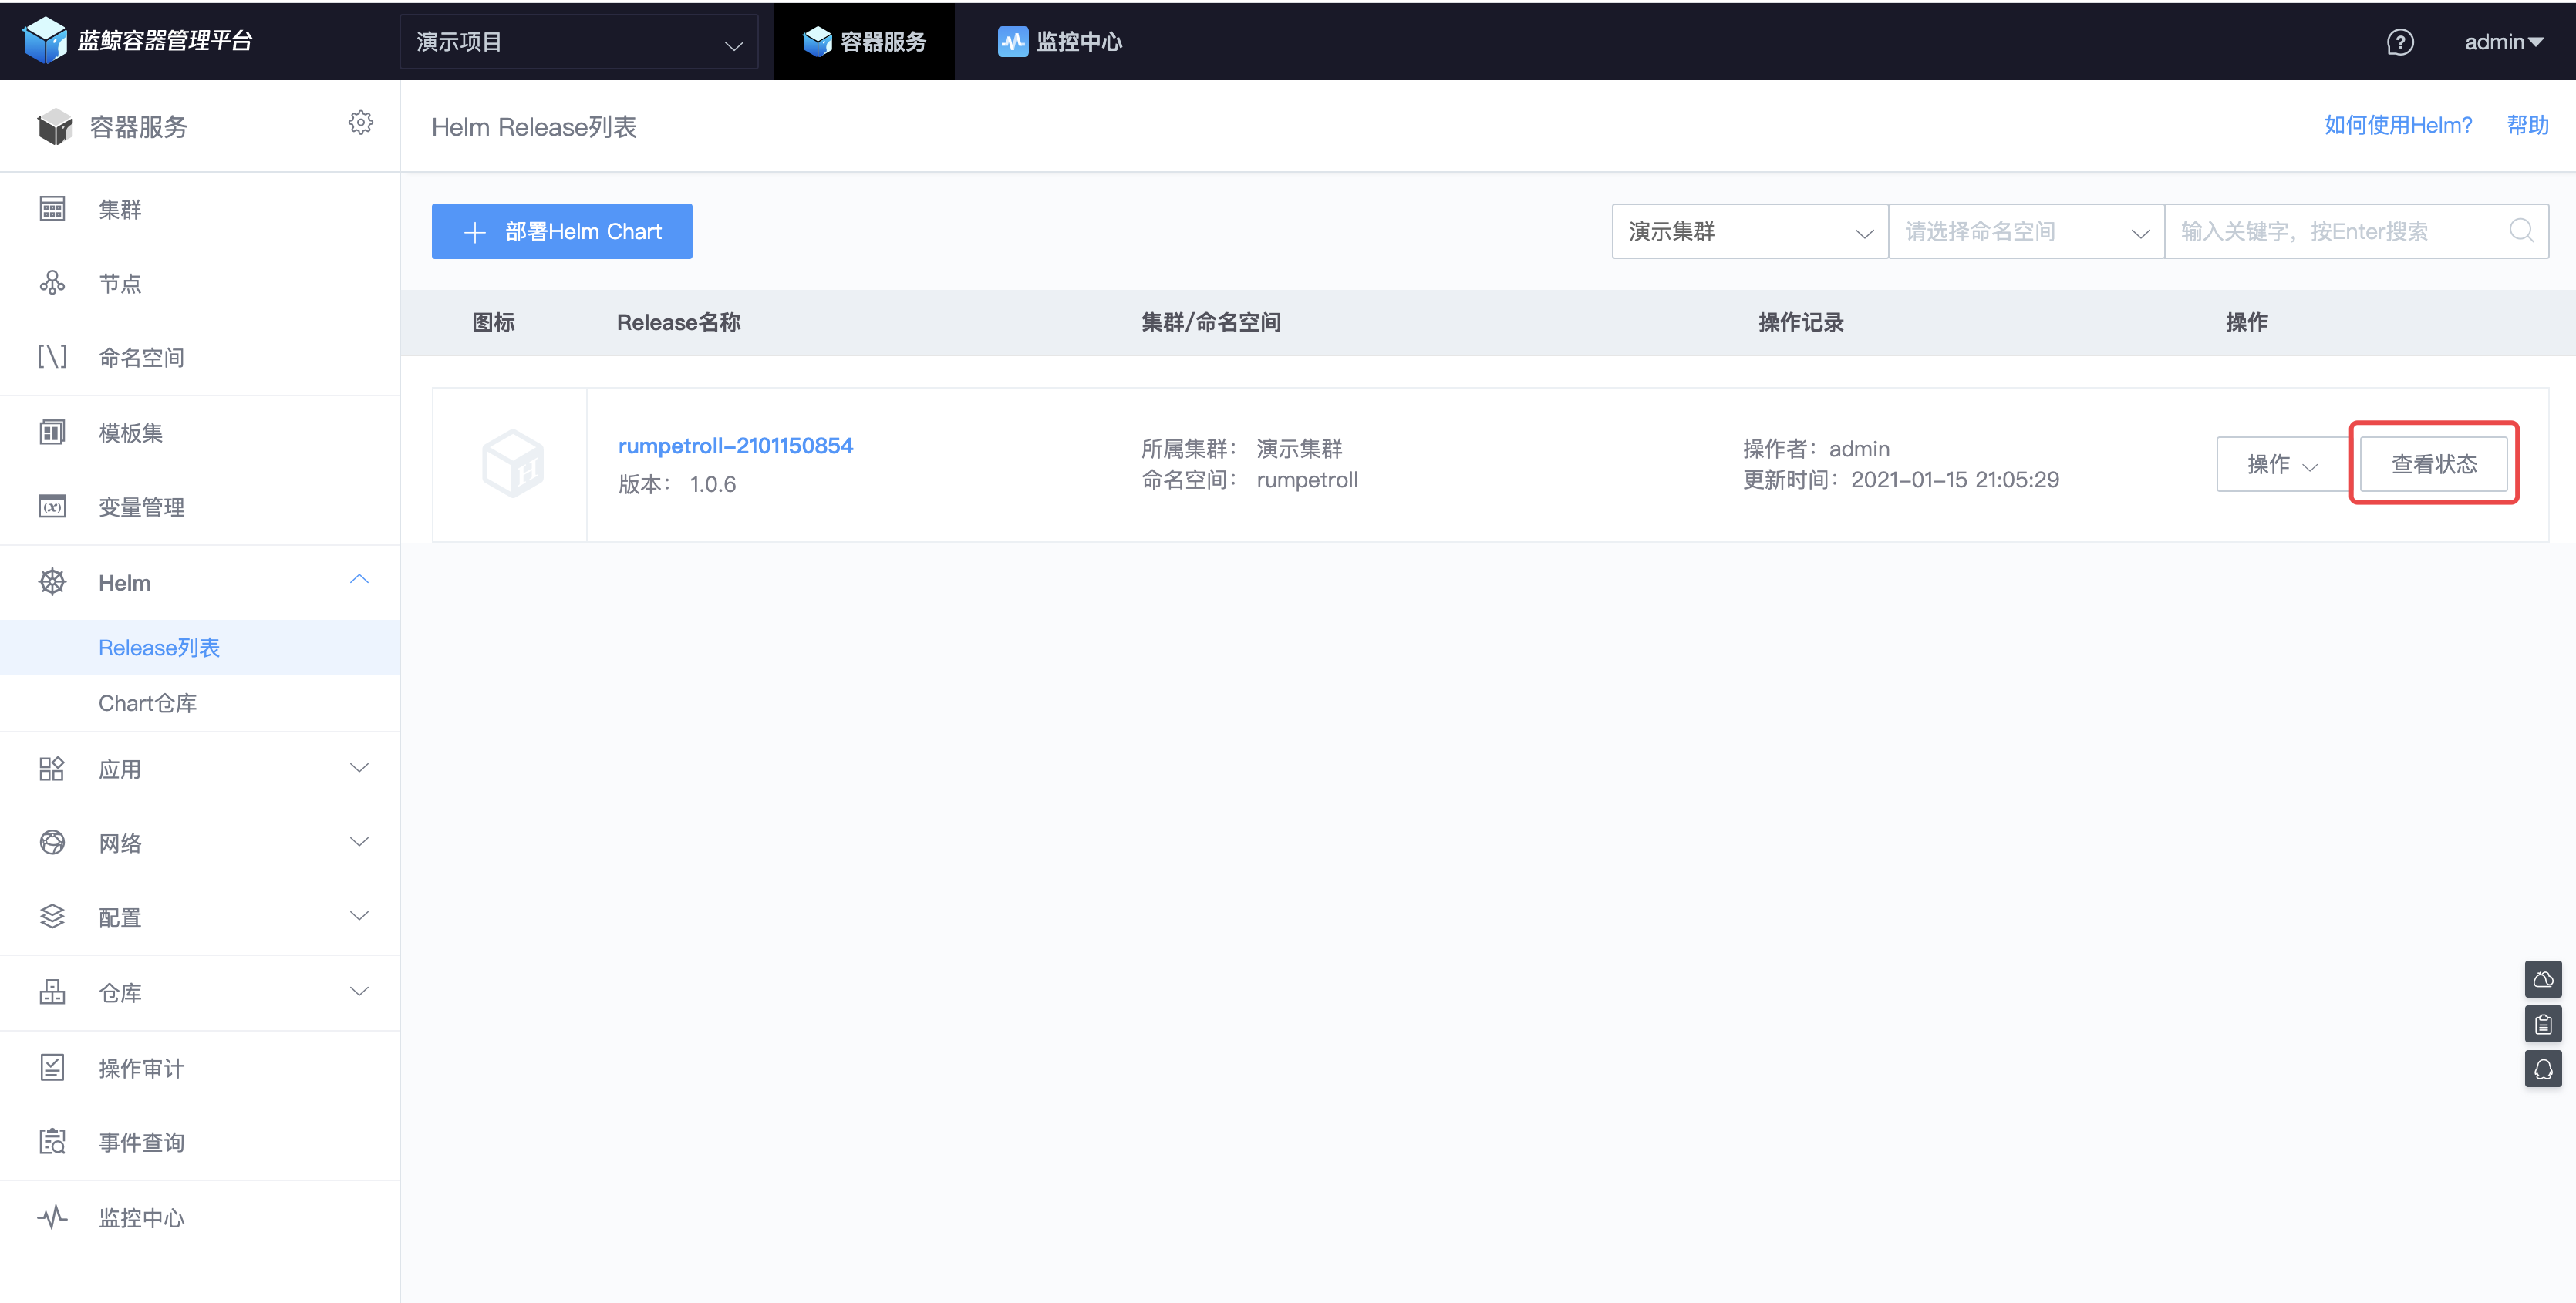 蓝鲸容器管理平台
演示项目
容器服务
监控中心
admin
容器服务
Helm Release列表
如何使用Helm?
帮助
集群
节点
命名空间
模板集
变量管理
Helm
Release列表
Chart仓库
应用
网络
配置
仓库
操作审计
事件查询
监控中心
部署Helm Chart
演示集群
请选择命名空间
输入关键字，按Enter搜索
图标
Release名称
集群/命名空间
操作记录
操作
rumpetroll-2101150854
版本： 1.0.6
所属集群： 演示集群
命名空间： rumpetroll
操作者：admin
更新时间：2021-01-15 21:05:29
操作
查看状态